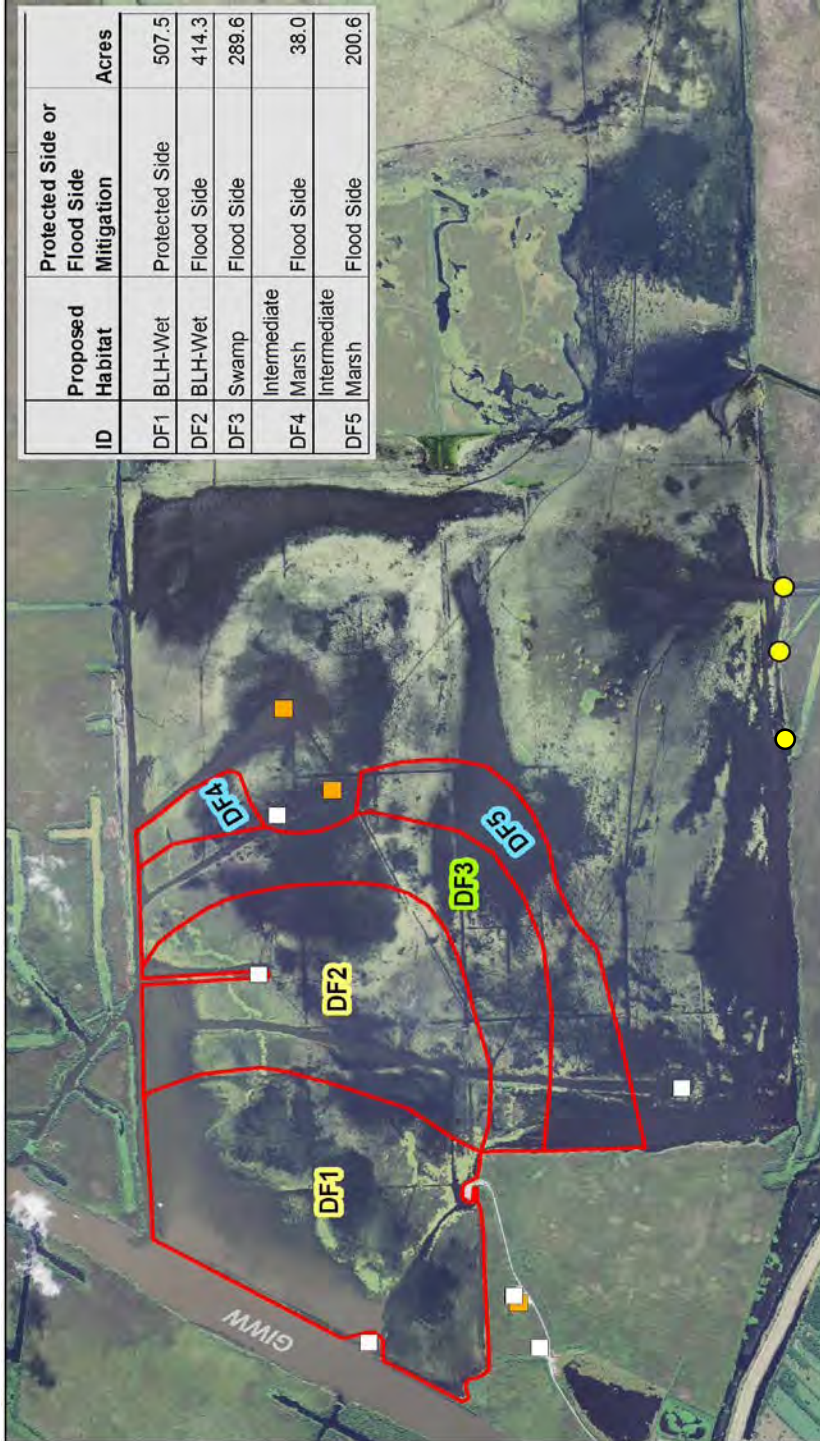 ID Proposed Habitat Protected Side or Flood Side Mitigation Acres
DF1 BLH-Wet Protected Side 507.5
DF2 BLH-Wet Flood Side 414.3
DF3 Swamp Flood Side 289.6
DF4 Intermediate Marsh Flood Side 38.0
DF5 Intermediate Marsh Flood Side 200.6
GIWW
DF1
DF2
DF3
DF4
DF5